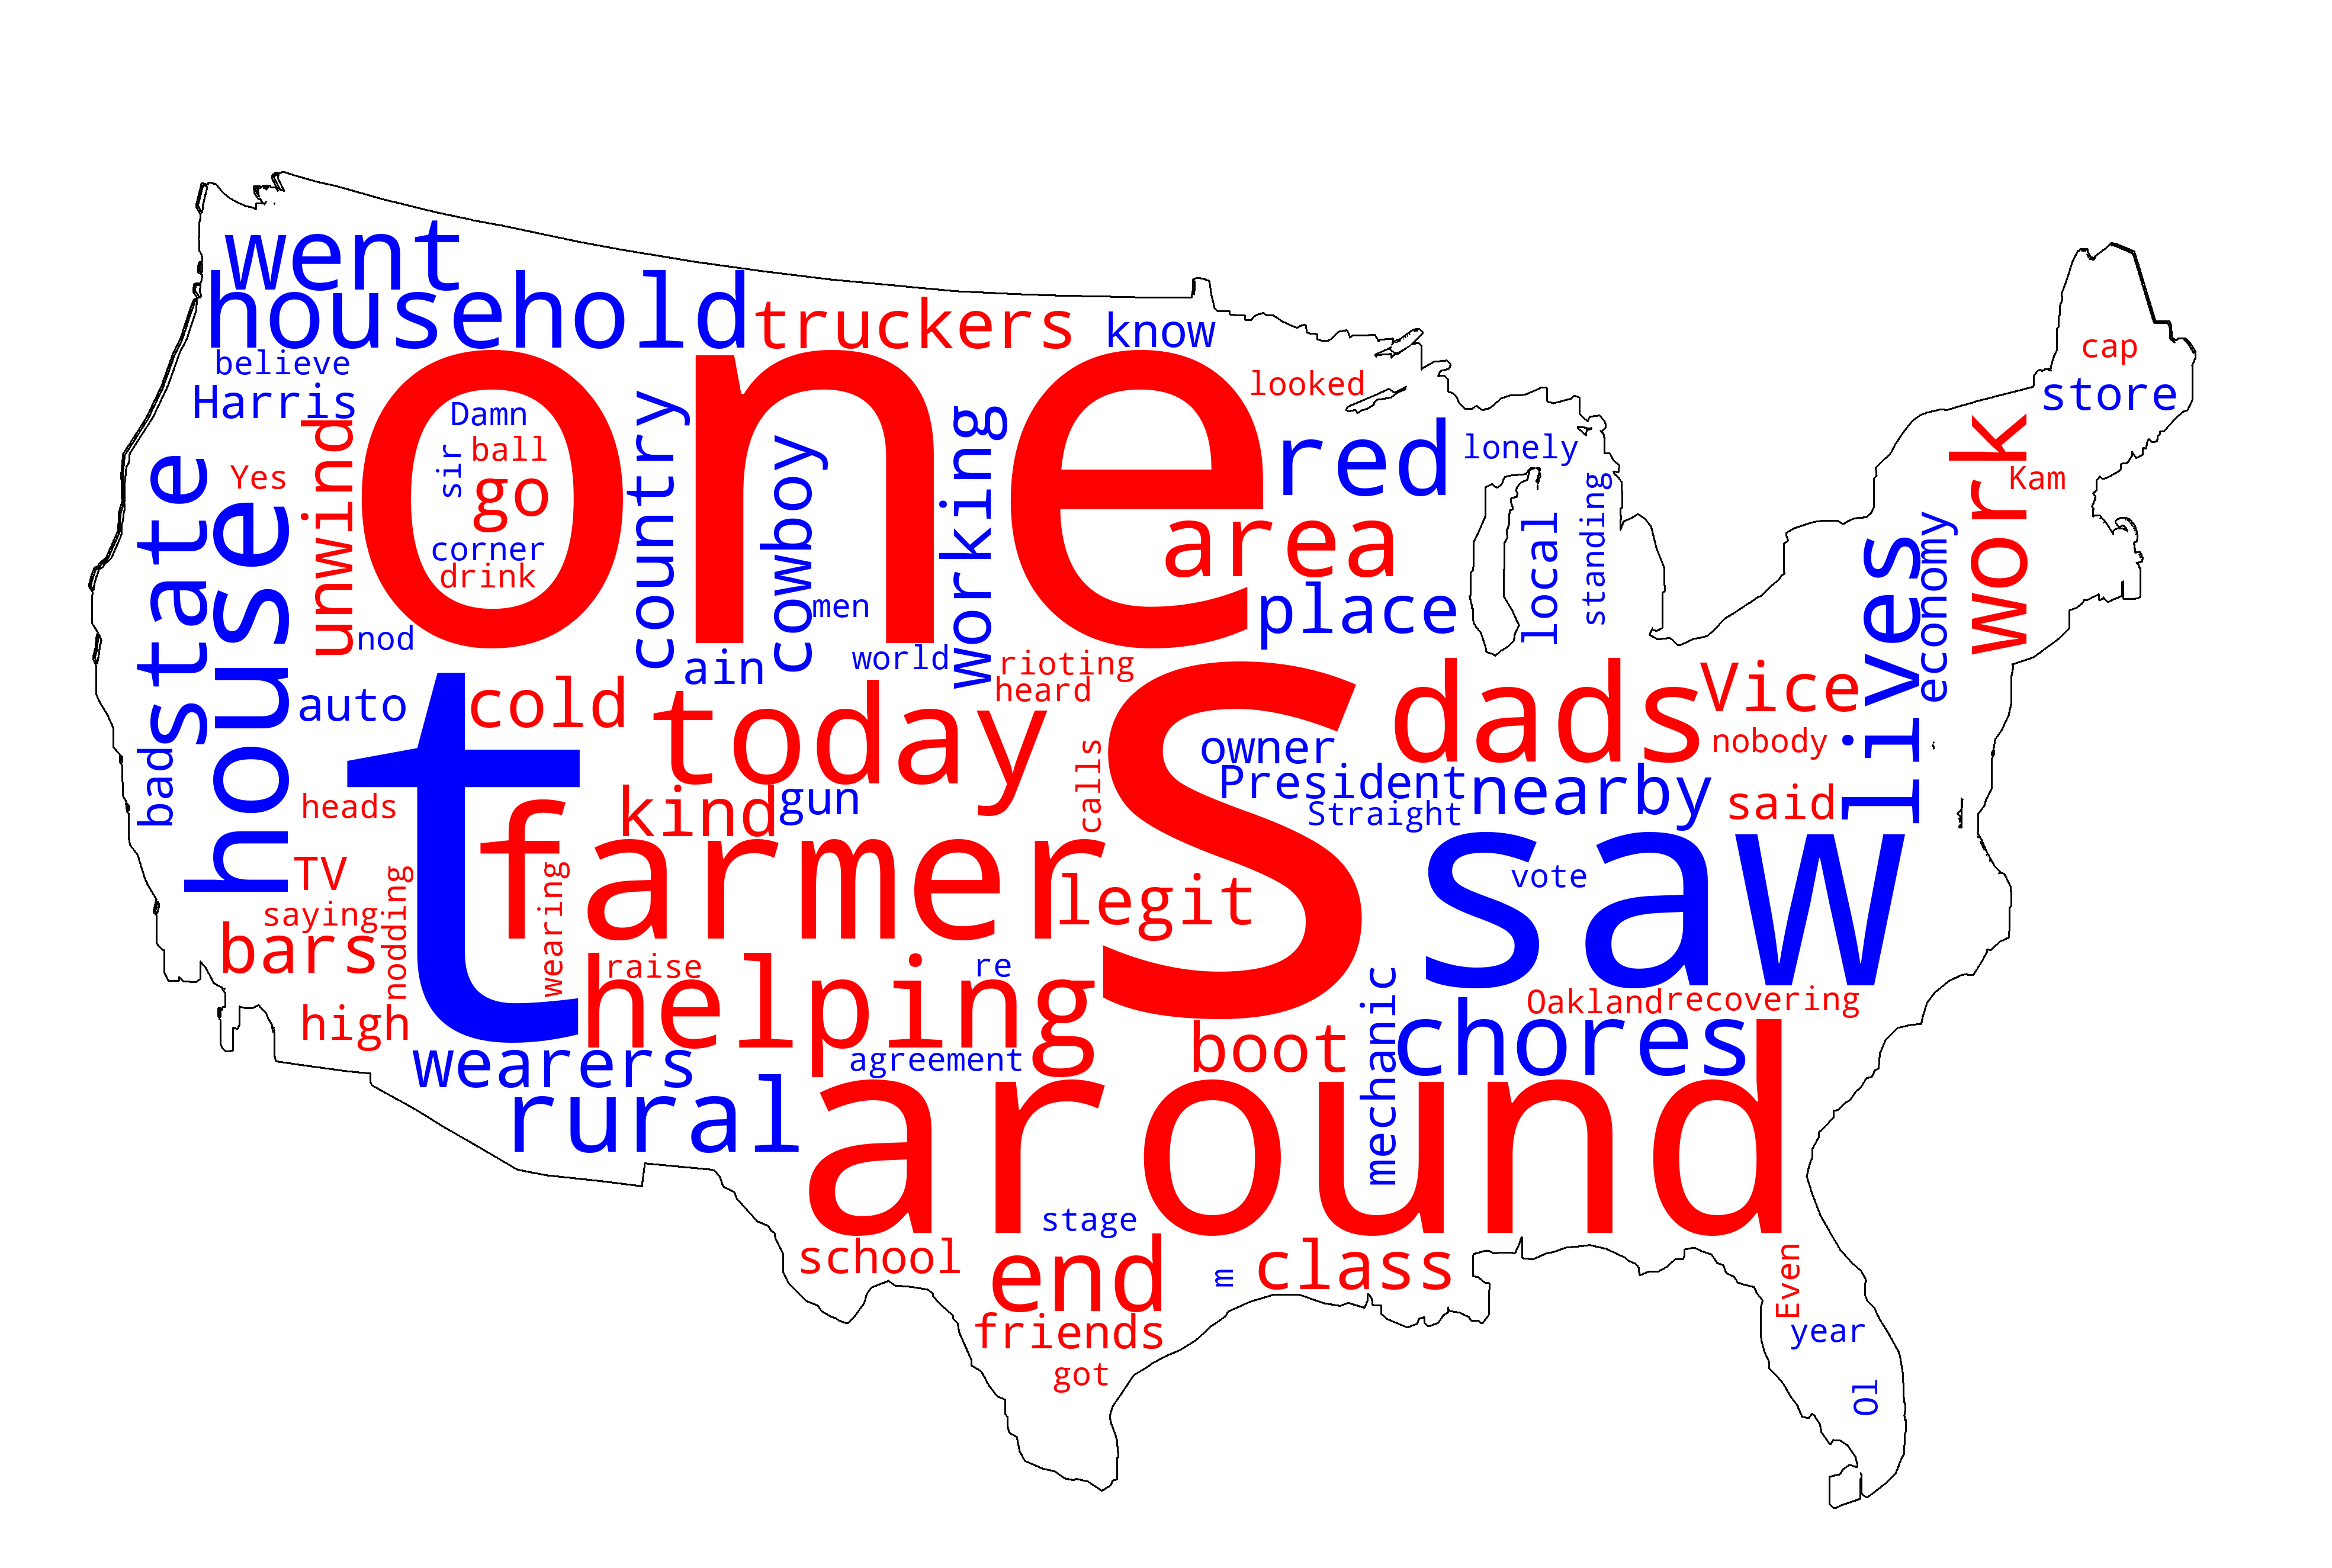 went
household
truckers
know
believe
Harris
one
looked
cap
store
Damn
sir
ball
go
corner
drink
country
cowboy
men
working
red
lonely
area
place
local
standing
work
Kam
economy
lives
state
house
Yes
unwind
nod
ain
world
rioting
heard
auto
cold
today
s
dads
Vice
nobody
owner
President
Straight
nearby
said
bad
t
heads
kind
gun
calls
farmer
legit
saw
vote
TV
saying
nodding
bars
wearing
raise
re
helping
high
Oakland
recovering
mechanic
boot
chores
wearers
agreement
rural
around
stage
school
end
m
class
friends
got
Even
year
Ol